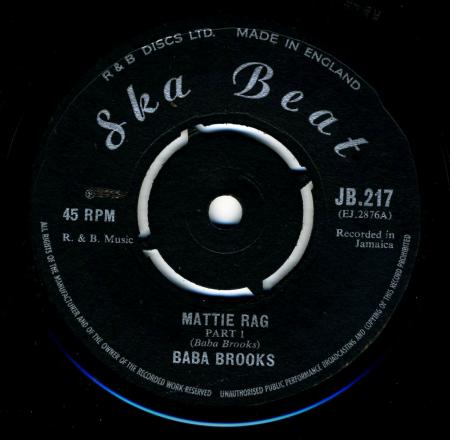 R & B DISCS LTD. MADE IN ENGLAND
Ska Beat
45 RPM
R. & B. Music
JB.217
(EJ.2876A)
Recorded in
Jamaica
MATTIE RAG
PART 1
(Baba Brooks)
BABA BROOKS
ALL RIGHTS OF THE MANUFACTURER AND OF THE OWNER OF THE RECORDED WORK RESERVED UNAUTHORISED PUBLIC PERFORMANCE BROADCASTING AND COPYING OF THIS RECORD PROHIBITED